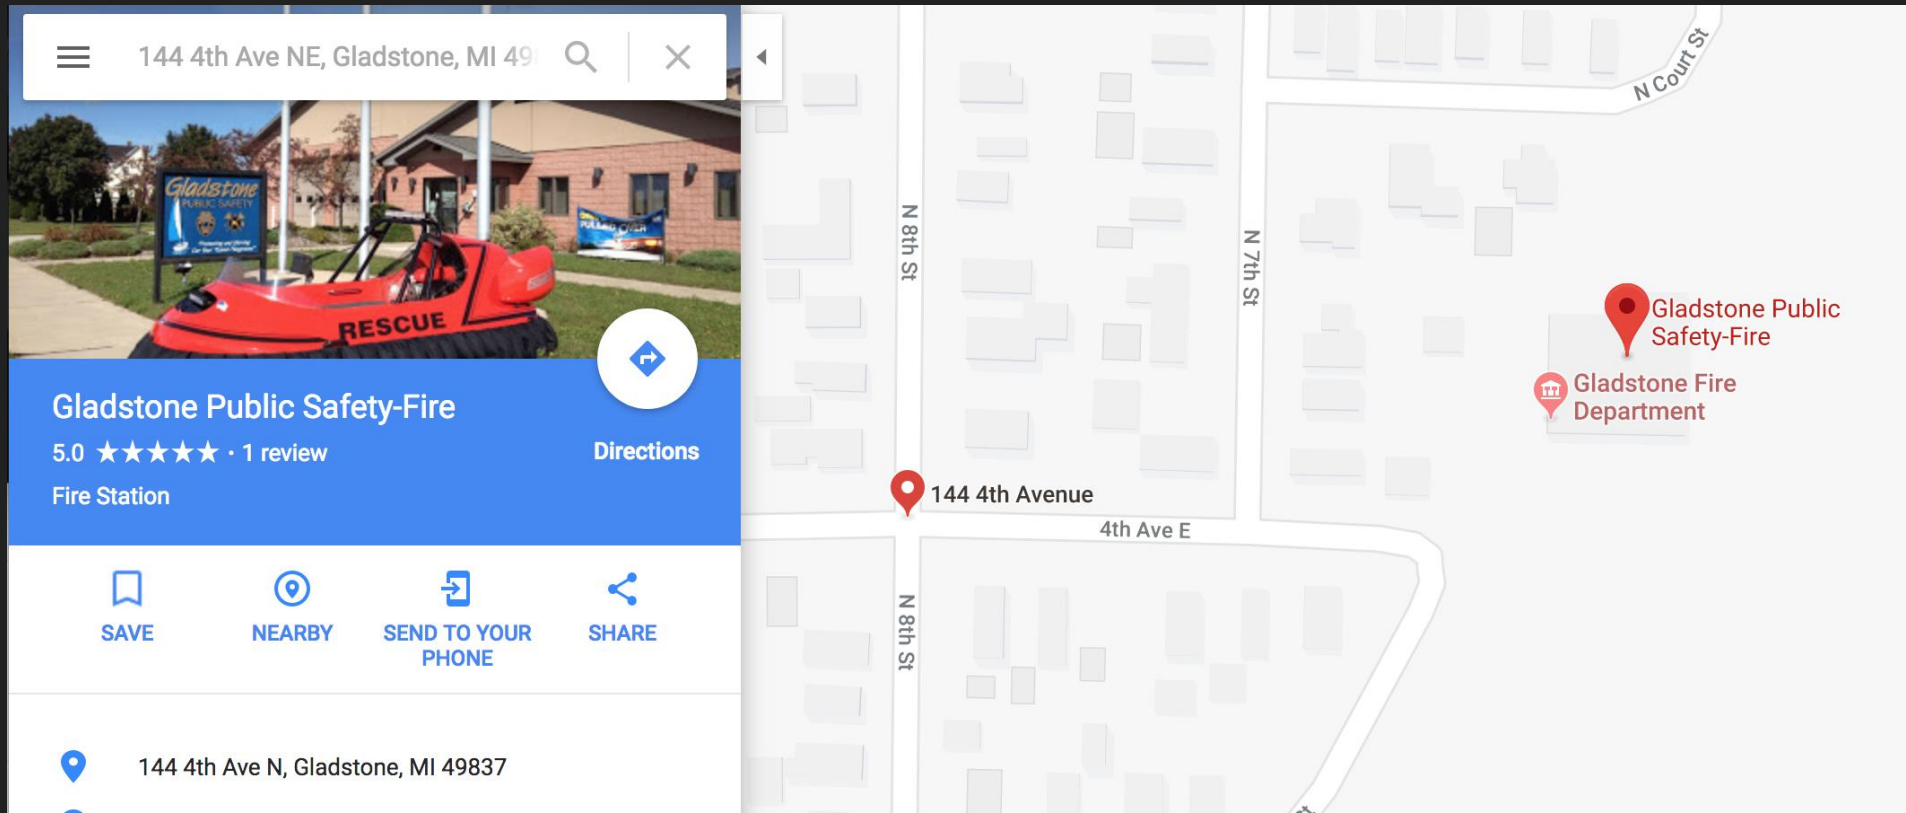 144 4th Ave NE, Gladstone, MI 49
Gladstone
PUBLIC SAFETY
PULLED OVER
RESCUE
Gladstone Public Safety-Fire
5.0 ★★★★★ · 1 review
Fire Station
Directions
SAVE
NEARBY
SEND TO YOUR
PHONE
SHARE
144 4th Ave N, Gladstone, MI 49837
N Court St
N 8th St
N 7th St
Gladstone Public
Safety-Fire
Gladstone Fire
Department
144 4th Avenue
4th Ave E
N 8th St